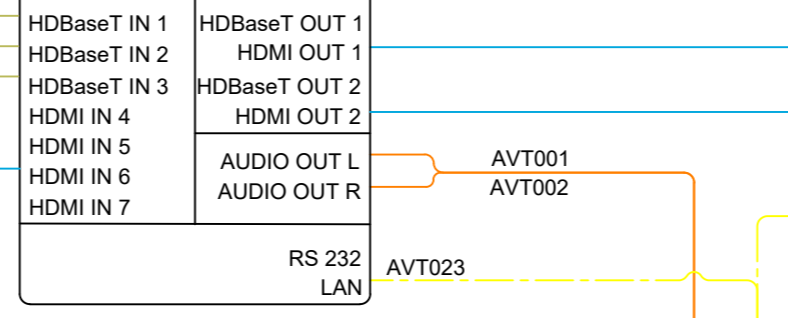 HDBaseT IN 1
HDBaseT IN 2
HDBaseT IN 3
HDMI IN 4
HDMI IN 5
HDMI IN 6
HDMI IN 7
HDBaseT OUT 1
HDMI OUT 1
HDBaseT OUT 2
HDMI OUT 2
AUDIO OUT L
AUDIO OUT R
AVT001
AVT002
RS 232
LAN
AVT023